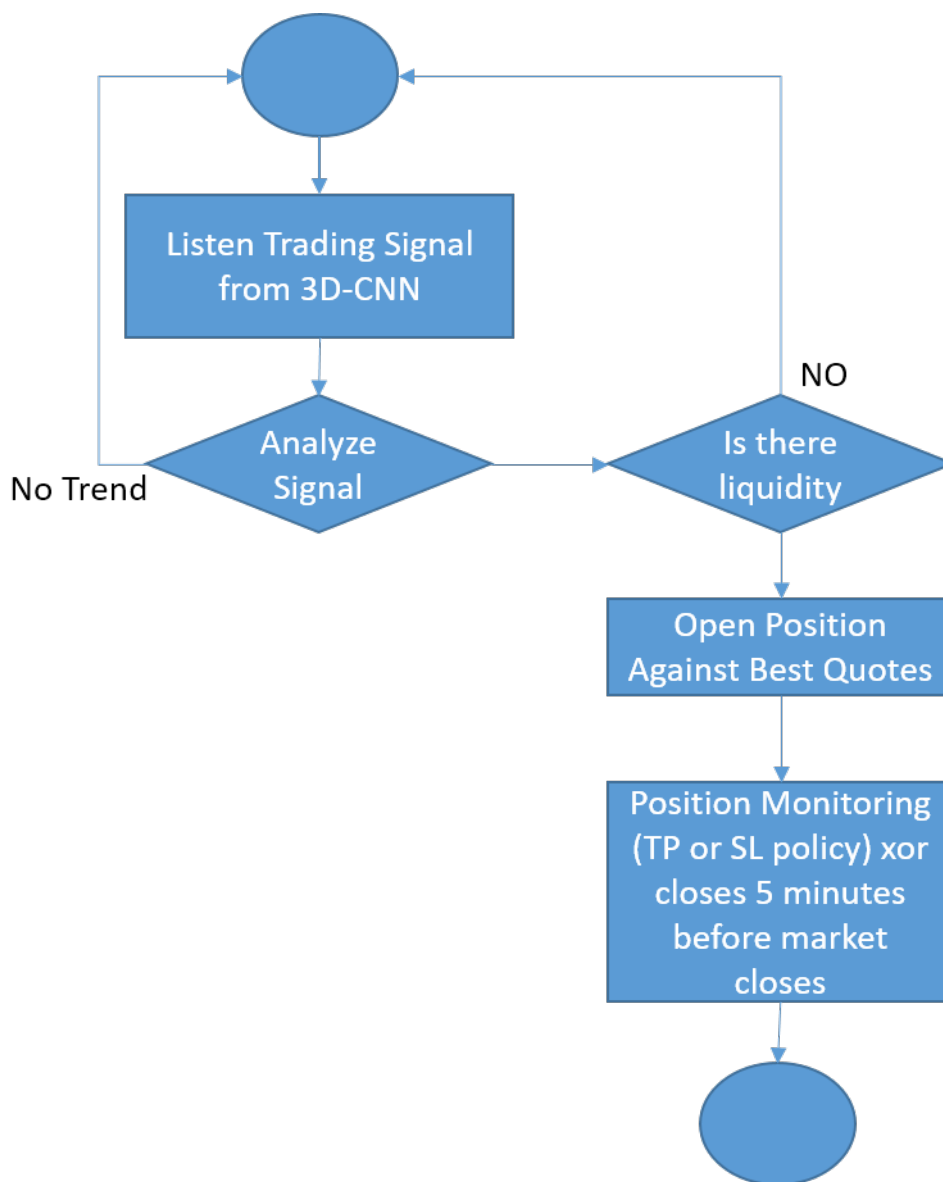 Listen Trading Signal
from 3D-CNN
NO
Analyze
Signal
Is there
liquidity
No Trend
Open Position
Against Best Quotes
Position Monitoring
(TP or SL policy) xor
closes 5 minutes
before market
closes